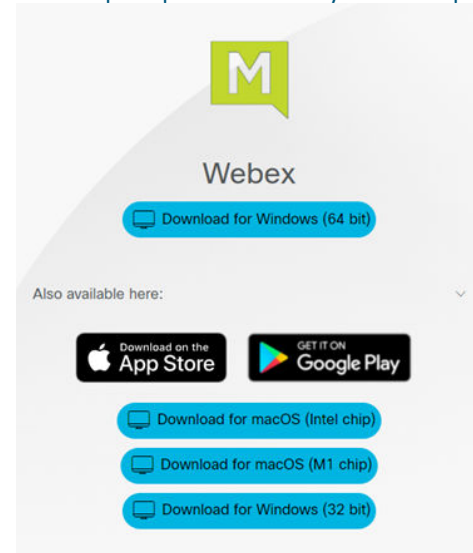 M
Webex
Download for Windows (64 bit)
Also available here:
Download on the
App Store
GET IT ON
Google Play
Download for macOS (Intel chip)
Download for macOS (M1 chip)
Download for Windows (32 bit)